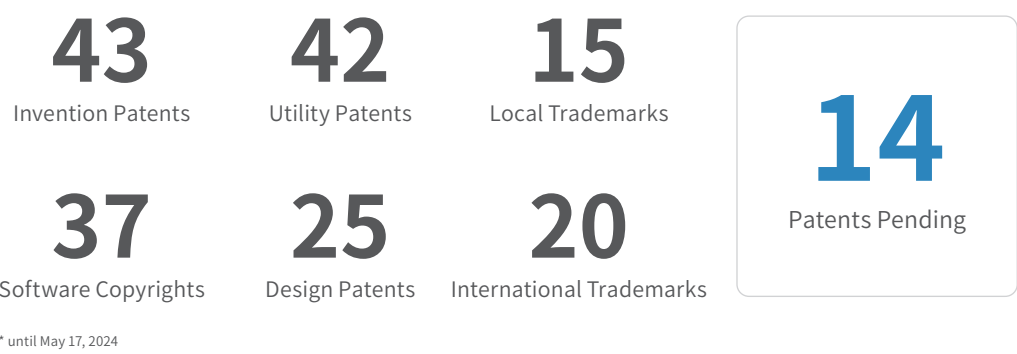 43 42 15
Invention Patents Utility Patents Local Trademarks
14
Patents Pending
37 25 20
Software Copyrights Design Patents International Trademarks
* until May 17, 2024